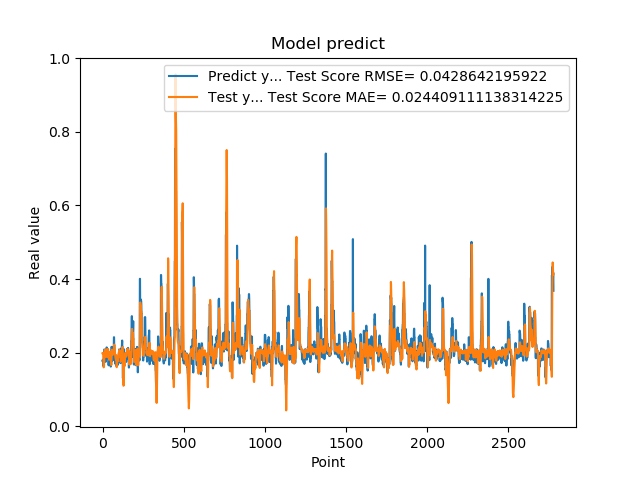 Model predict
Predict y... Test Score RMSE= 0.0428642195922
Test y... Test Score MAE= 0.024409111138314225
1.0
0.8
0.6
0.4
0.2
0.0
Real value
0 500 1000 1500 2000 2500
Point